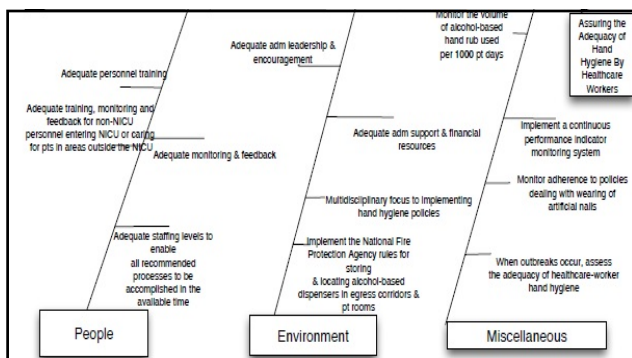 Monitor the volume
of alcohol-based
hand rub used
per 1000 pt days
Assuring the
Adequacy of
Hand
Hygiene By
Healthcare
Workers
Adequate adm leadership &
encouragement
Adequate personnel training
Adequate training, monitoring and
feedback for non-NICU
personnel entering NICU or caring
for pts in areas outside the NICU
Adequate monitoring & feedback
Adequate adm support & financial
resources
Implement a continuous
performance indicator
monitoring system
Monitor adherence to policies
dealing with wearing of
artificial nails
Multidisciplinary focus to implementing
hand hygiene policies
Adequate staffing levels to
enable
all recommended
processes to be
accomplished in the
available time
Implement the National Fire
Protection Agency rules for
storing
& locating alcohol-based
dispensers in egress corridors &
pt rooms
When outbreaks occur, assess
the adequacy of healthcare-worker
hand hygiene
People
Environment
Miscellaneous